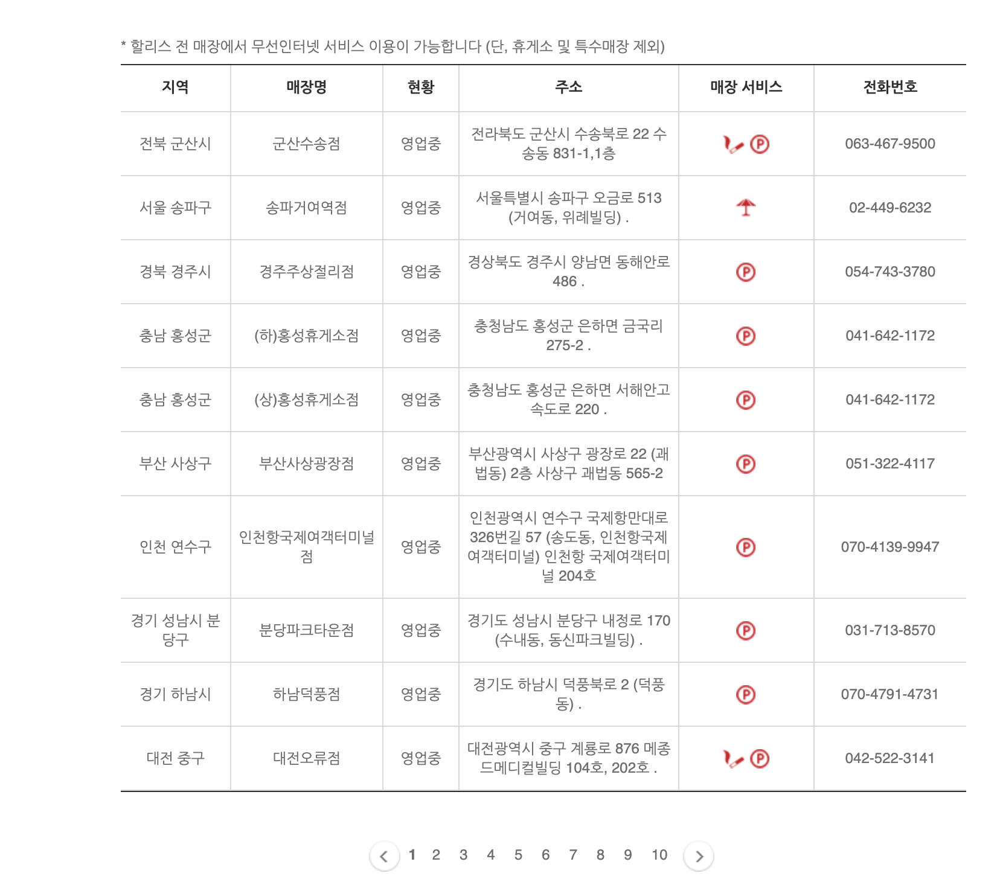 * 할리스 전 매장에서 무선인터넷 서비스 이용이 가능합니다 (단, 휴게소 및 특수매장 제외)
지역 매장명 현황 주소 매장 서비스 전화번호
전북 군산시 군산수송점 영업중 전라북도 군산시 수송북로 22 수
송동 831-1,1층 P 063-467-9500
서울 송파구 송파거여역점 영업중 서울특별시 송파구 오금로 513
(거여동, 위례빌딩) . 02-449-6232
경북 경주시 경주주상절리점 영업중 경상북도 경주시 양남면 동해안로
486 . P 054-743-3780
충남 홍성군 (하)홍성휴게소점 영업중 충청남도 홍성군 은하면 금국리
275-2 . P 041-642-1172
충남 홍성군 (상)홍성휴게소점 영업중 충청남도 홍성군 은하면 서해안고
속도로 220 . P 041-642-1172
부산 사상구 부산사상광장점 영업중 부산광역시 사상구 광장로 22 (괘
법동) 2층 사상구 괘법동 565-2 P 051-322-4117
인천 연수구 인천항국제여객터미널
점 영업중 인천광역시 연수구 국제항만대로
326번길 57 (송도동, 인천항국제
여객터미널) 인천항 국제여객터미
널 204호 P 070-4139-9947
경기 성남시 분
당구 분당파크타운점 영업중 경기도 성남시 분당구 내정로 170
(수내동, 동신파크빌딩) . P 031-713-8570
경기 하남시 하남덕풍점 영업중 경기도 하남시 덕풍북로 2 (덕풍
동) . P 070-4791-4731
대전 중구 대전오류점 영업중 대전광역시 중구 계룡로 876 메종
드메디컬빌딩 104호, 202호 . P 042-522-3141
1 2 3 4 5 6 7 8 9 10